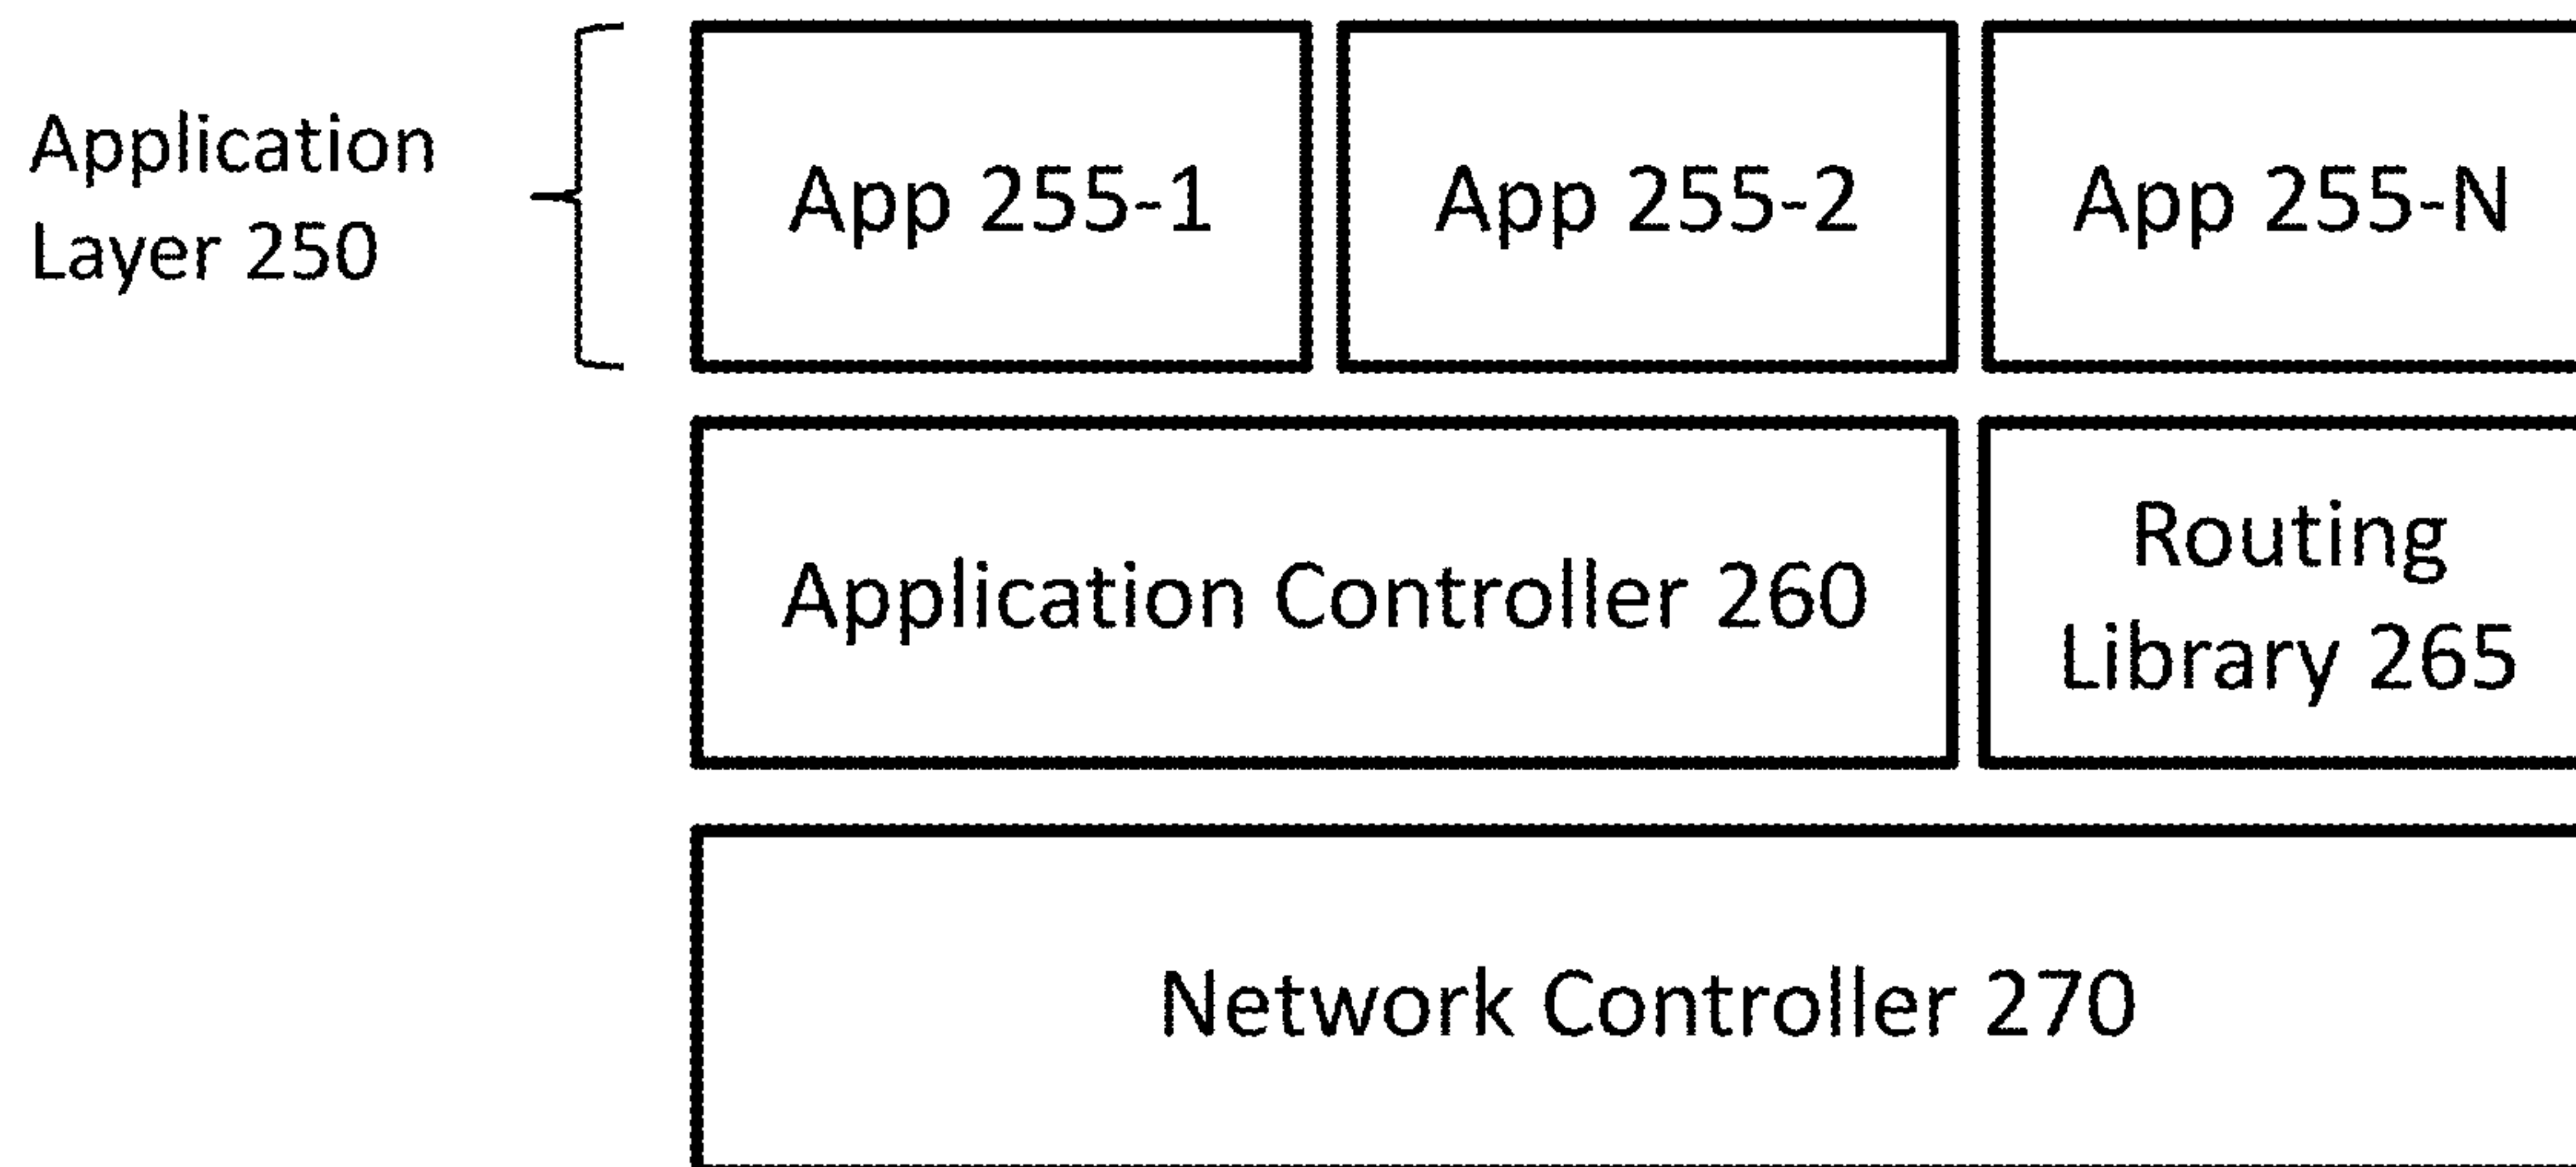 Application
Layer 250
App 255-1
App 255-2
App 255-N
Application Controller 260
Routing
Library 265
Network Controller 270